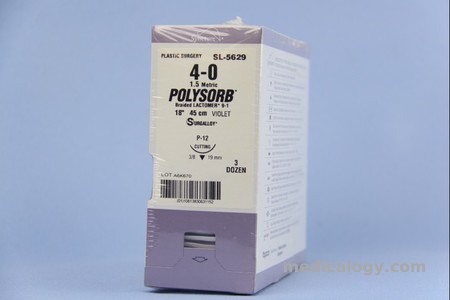 PLASTIC SURGERY SL-5629
4-0
1.5 Metric
POLYSORB*
Braided LACTOMER* 9-1
18" 45 cm VIOLET
SURGALLOY*
P-12
CUTTING
3/8 ▼ 19 mm
3
DOZEN
medicalogy.com